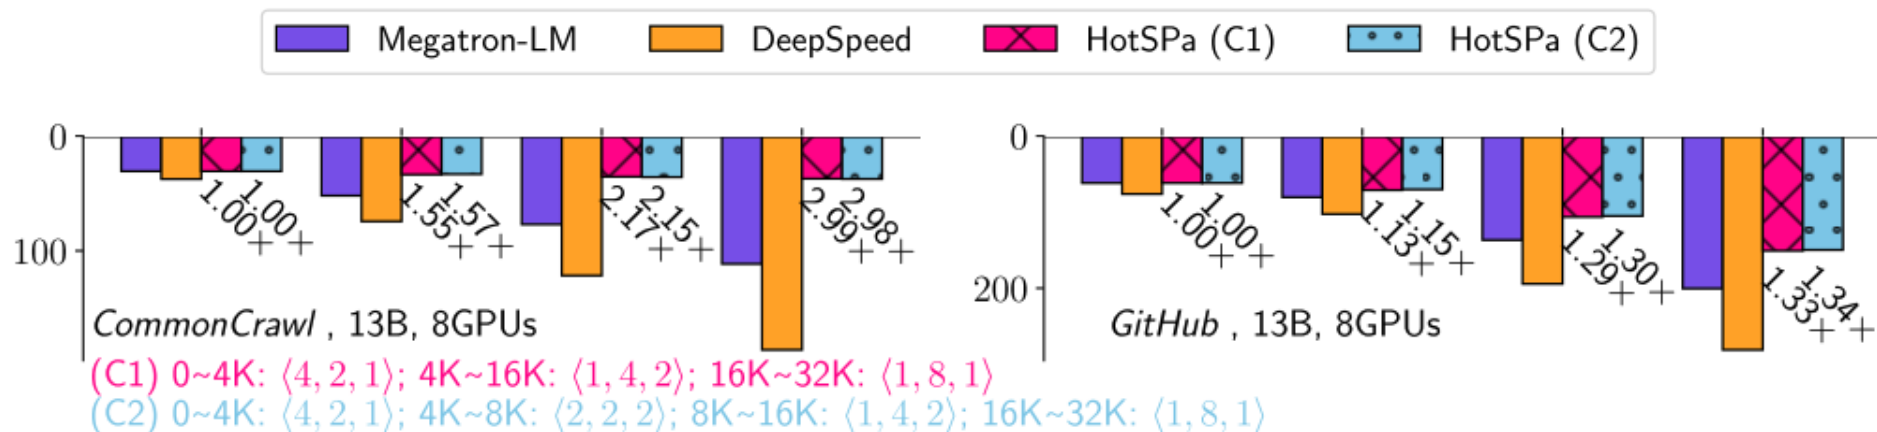 Megatron-LM DeepSpeed HotSPa (C1) HotSPa (C2)
0
100
1.00+ 1.00+ 1.55+ 1.57+ 2.17+ 2.15+ 2.99+ 2.98+
CommonCrawl , 13B, 8GPUs
0
200
1.00+ 1.00+ 1.13+ 1.15+ 1.29+ 1.30+ 1.33+ 1.34+
GitHub , 13B, 8GPUs
(C1) 0~4K: ⟨4, 2, 1⟩; 4K~16K: ⟨1, 4, 2⟩; 16K~32K: ⟨1, 8, 1⟩
(C2) 0~4K: ⟨4, 2, 1⟩; 4K~8K: ⟨2, 2, 2⟩; 8K~16K: ⟨1, 4, 2⟩; 16K~32K: ⟨1, 8, 1⟩